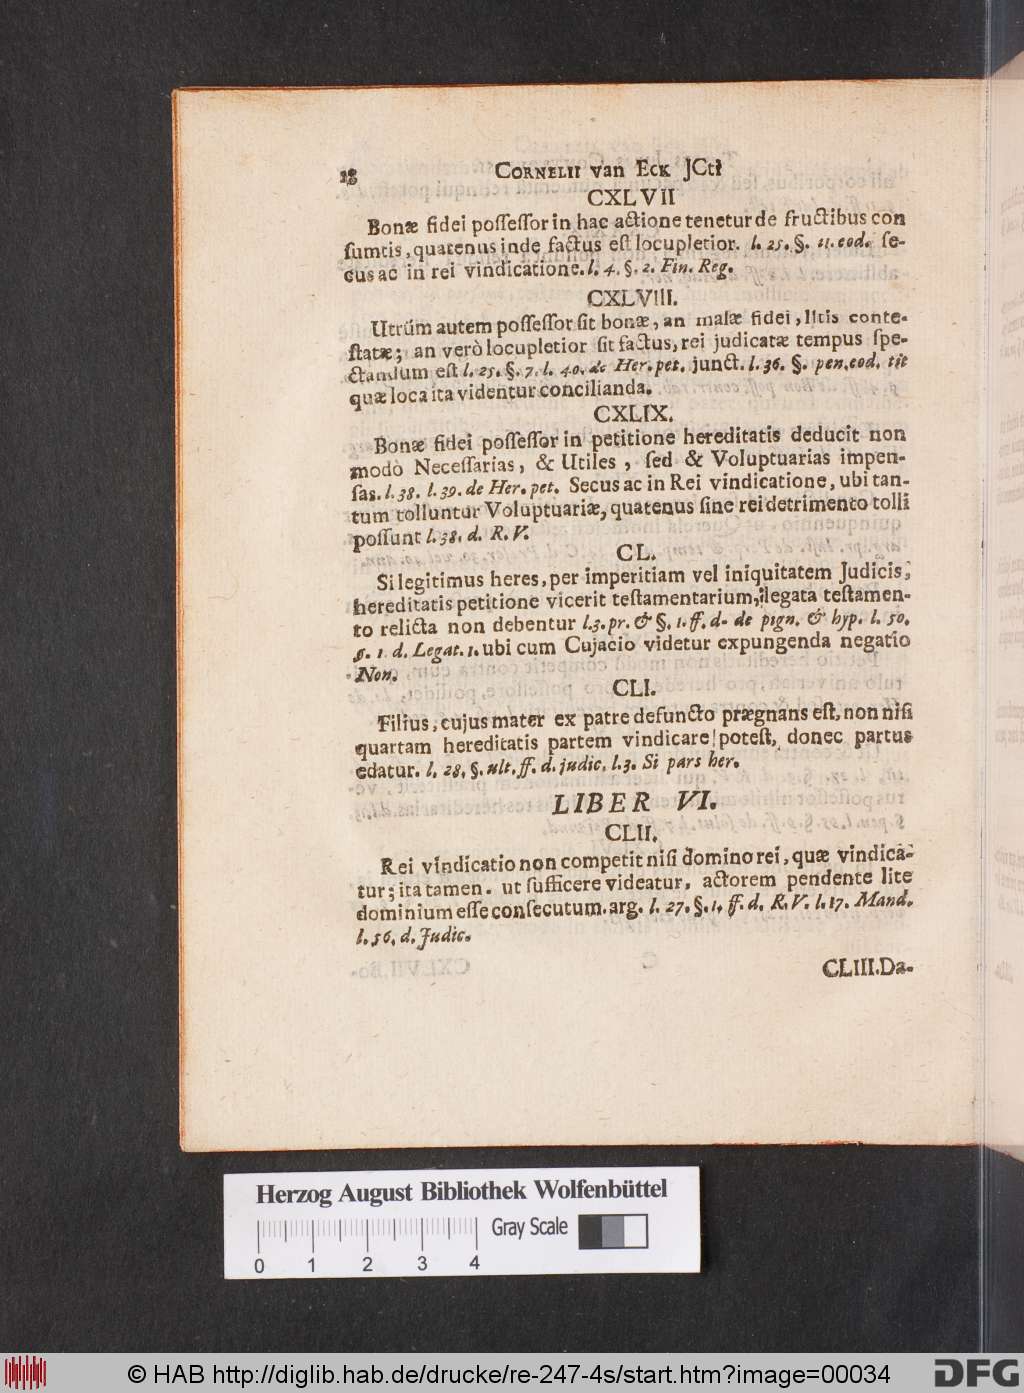 18 CORNELII van ECK JCti
CXLVII
Bonæ fidei poſſeſſor in hac actione tenetur de fructibus con
ſumtis, quatenus inde factus eſt locupletior. l. 25. §. 11. eod. ſe-
cus ac in rei vindicatione. l. 4. §. 2. Fin. Reg.
CXLVIII.
Utrùm autem poſſeſſor ſit bonæ, an malæ fidei, litis conte-
ſtatæ; an verò locupletior ſit factus, rei judicatæ tempus ſpe-
ctandum eſt l. 25. §. 7. l. 40. de Her. pet. junct. l. 36. §. pen. eod. tit
quæ loca ita videntur concilianda.
CXLIX.
Bonæ fidei poſſeſſor in petitione hereditatis deducit non
modò Neceſſarias, & Utiles, ſed & Voluptuarias impen-
ſas. l. 38. l. 39. de Her. pet. Secus ac in Rei vindicatione, ubi tan-
tum tolluntur Voluptuariæ, quatenus ſine rei detrimento tolli
poſſunt l. 38. d. R. V.
CL.
Si legitimus heres, per imperitiam vel iniquitatem Judicis,
hereditatis petitione vicerit teſtamentarium, legata teſtamen-
to relicta non debentur l. 3. pr. & §. 1. ff. d. de pign. & hyp. l. 50.
§. 1. d. Legat. 1. ubi cum Cujacio videtur expungenda negatio
Non.
CLI.
Filius, cujus mater ex patre defuncto prægnans eſt, non niſi
quartam hereditatis partem vindicare poteſt, donec partus
edatur. l. 28. §. ult. ff. d. judic. l. 3. Si pars her.
LIBER VI.
CLII.
Rei vindicatio non competit niſi domino rei, quæ vindica-
tur; ita tamen. ut ſufficere videatur, actorem pendente lite
dominium eſſe conſecutum. arg. l. 27. §. 1. ff. d. R. V. l. 17. Mand.
l. 56. d. Judic.
CLIII. Da-
Herzog August Bibliothek Wolfenbüttel
Gray Scale
0 1 2 3 4
© HAB http://diglib.hab.de/drucke/re-247-4s/start.htm?image=00034
DFG